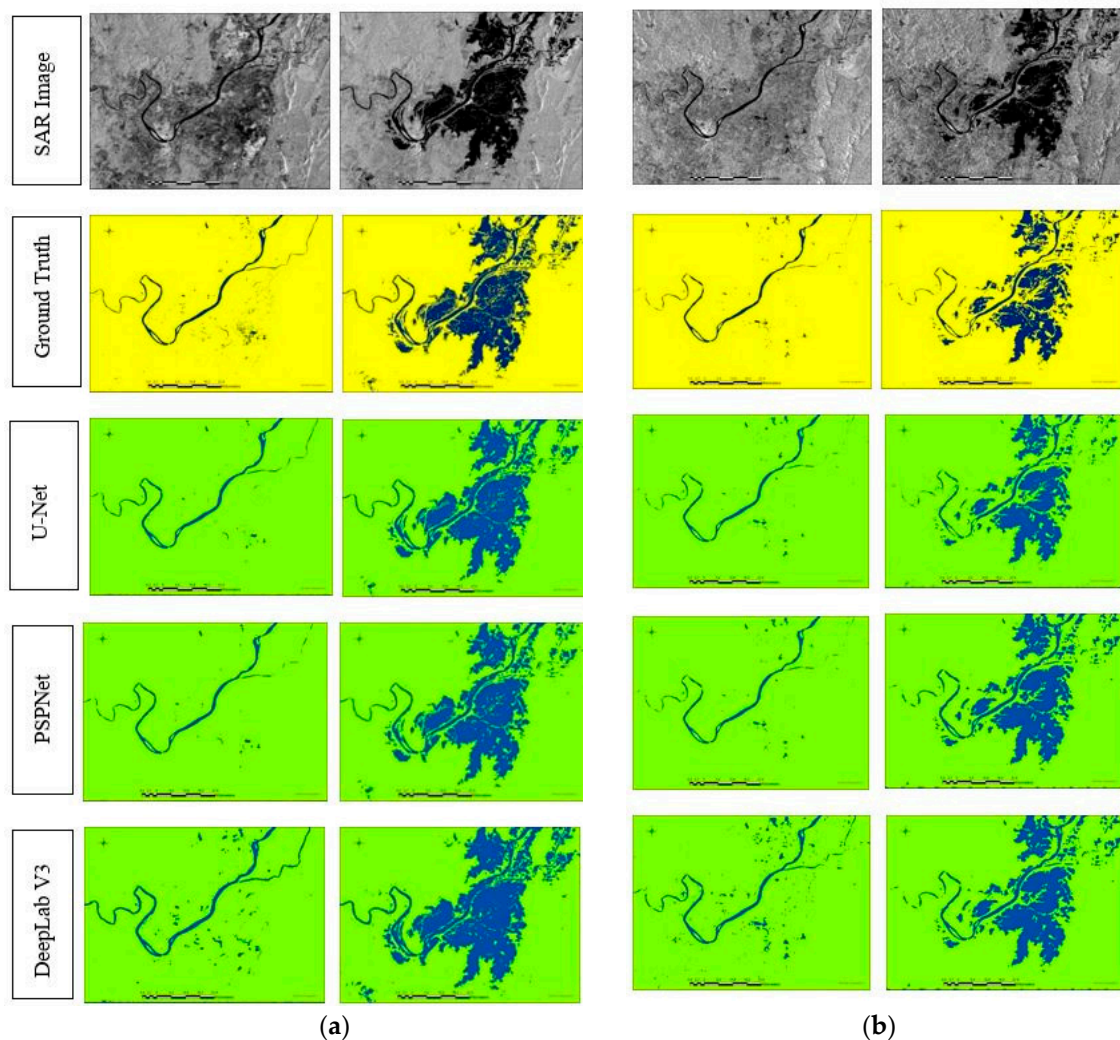 SAR Image
Ground Truth
U-Net
PSPNet
DeepLab V3
(a)
(b)